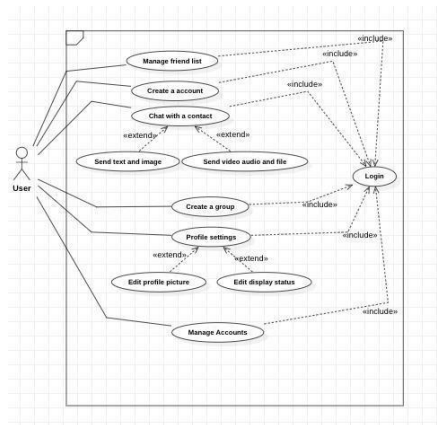 «include»
Manage friend list
«include»
Create a account
«include»
Chat with a contact
«extend»
«extend»
Send text and image
Send video audio and file
User
Login
Create a group
«include»
Profile settings
«include»
«extend»
«extend»
Edit profile picture
Edit display status
«include»
Manage Accounts